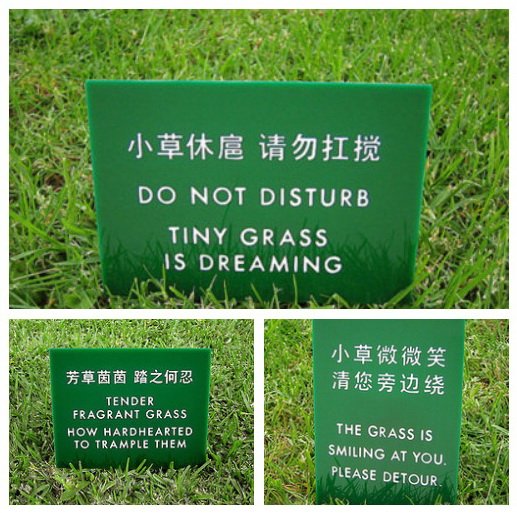 小草休扈 请勿扛搅
DO NOT DISTURB
TINY GRASS
IS DREAMING
芳草茵茵 踏之何忍
TENDER
FRAGRANT GRASS
HOW HARDHEARTED
TO TRAMPLE THEM
小草微微笑
清您旁边绕
THE GRASS IS
SMILING AT YOU.
PLEASE DETOUR.